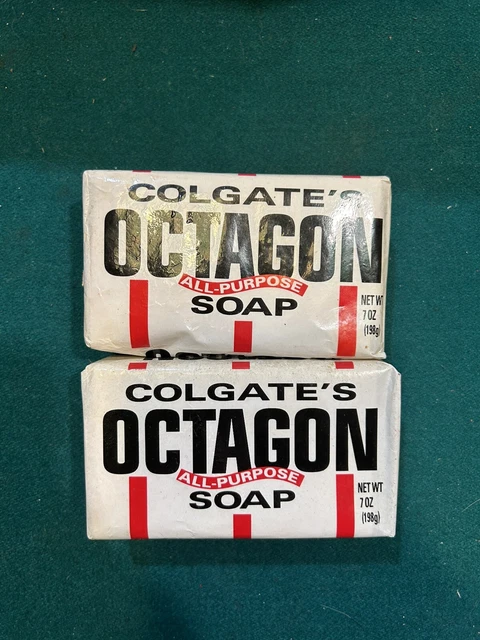 COLGATE'S
OCTAGON
ALL-PURPOSE
SOAP
NET WT
7 OZ
(198g)
COLGATE'S
OCTAGON
ALL-PURPOSE
SOAP
NET WT
7 OZ
(198g)